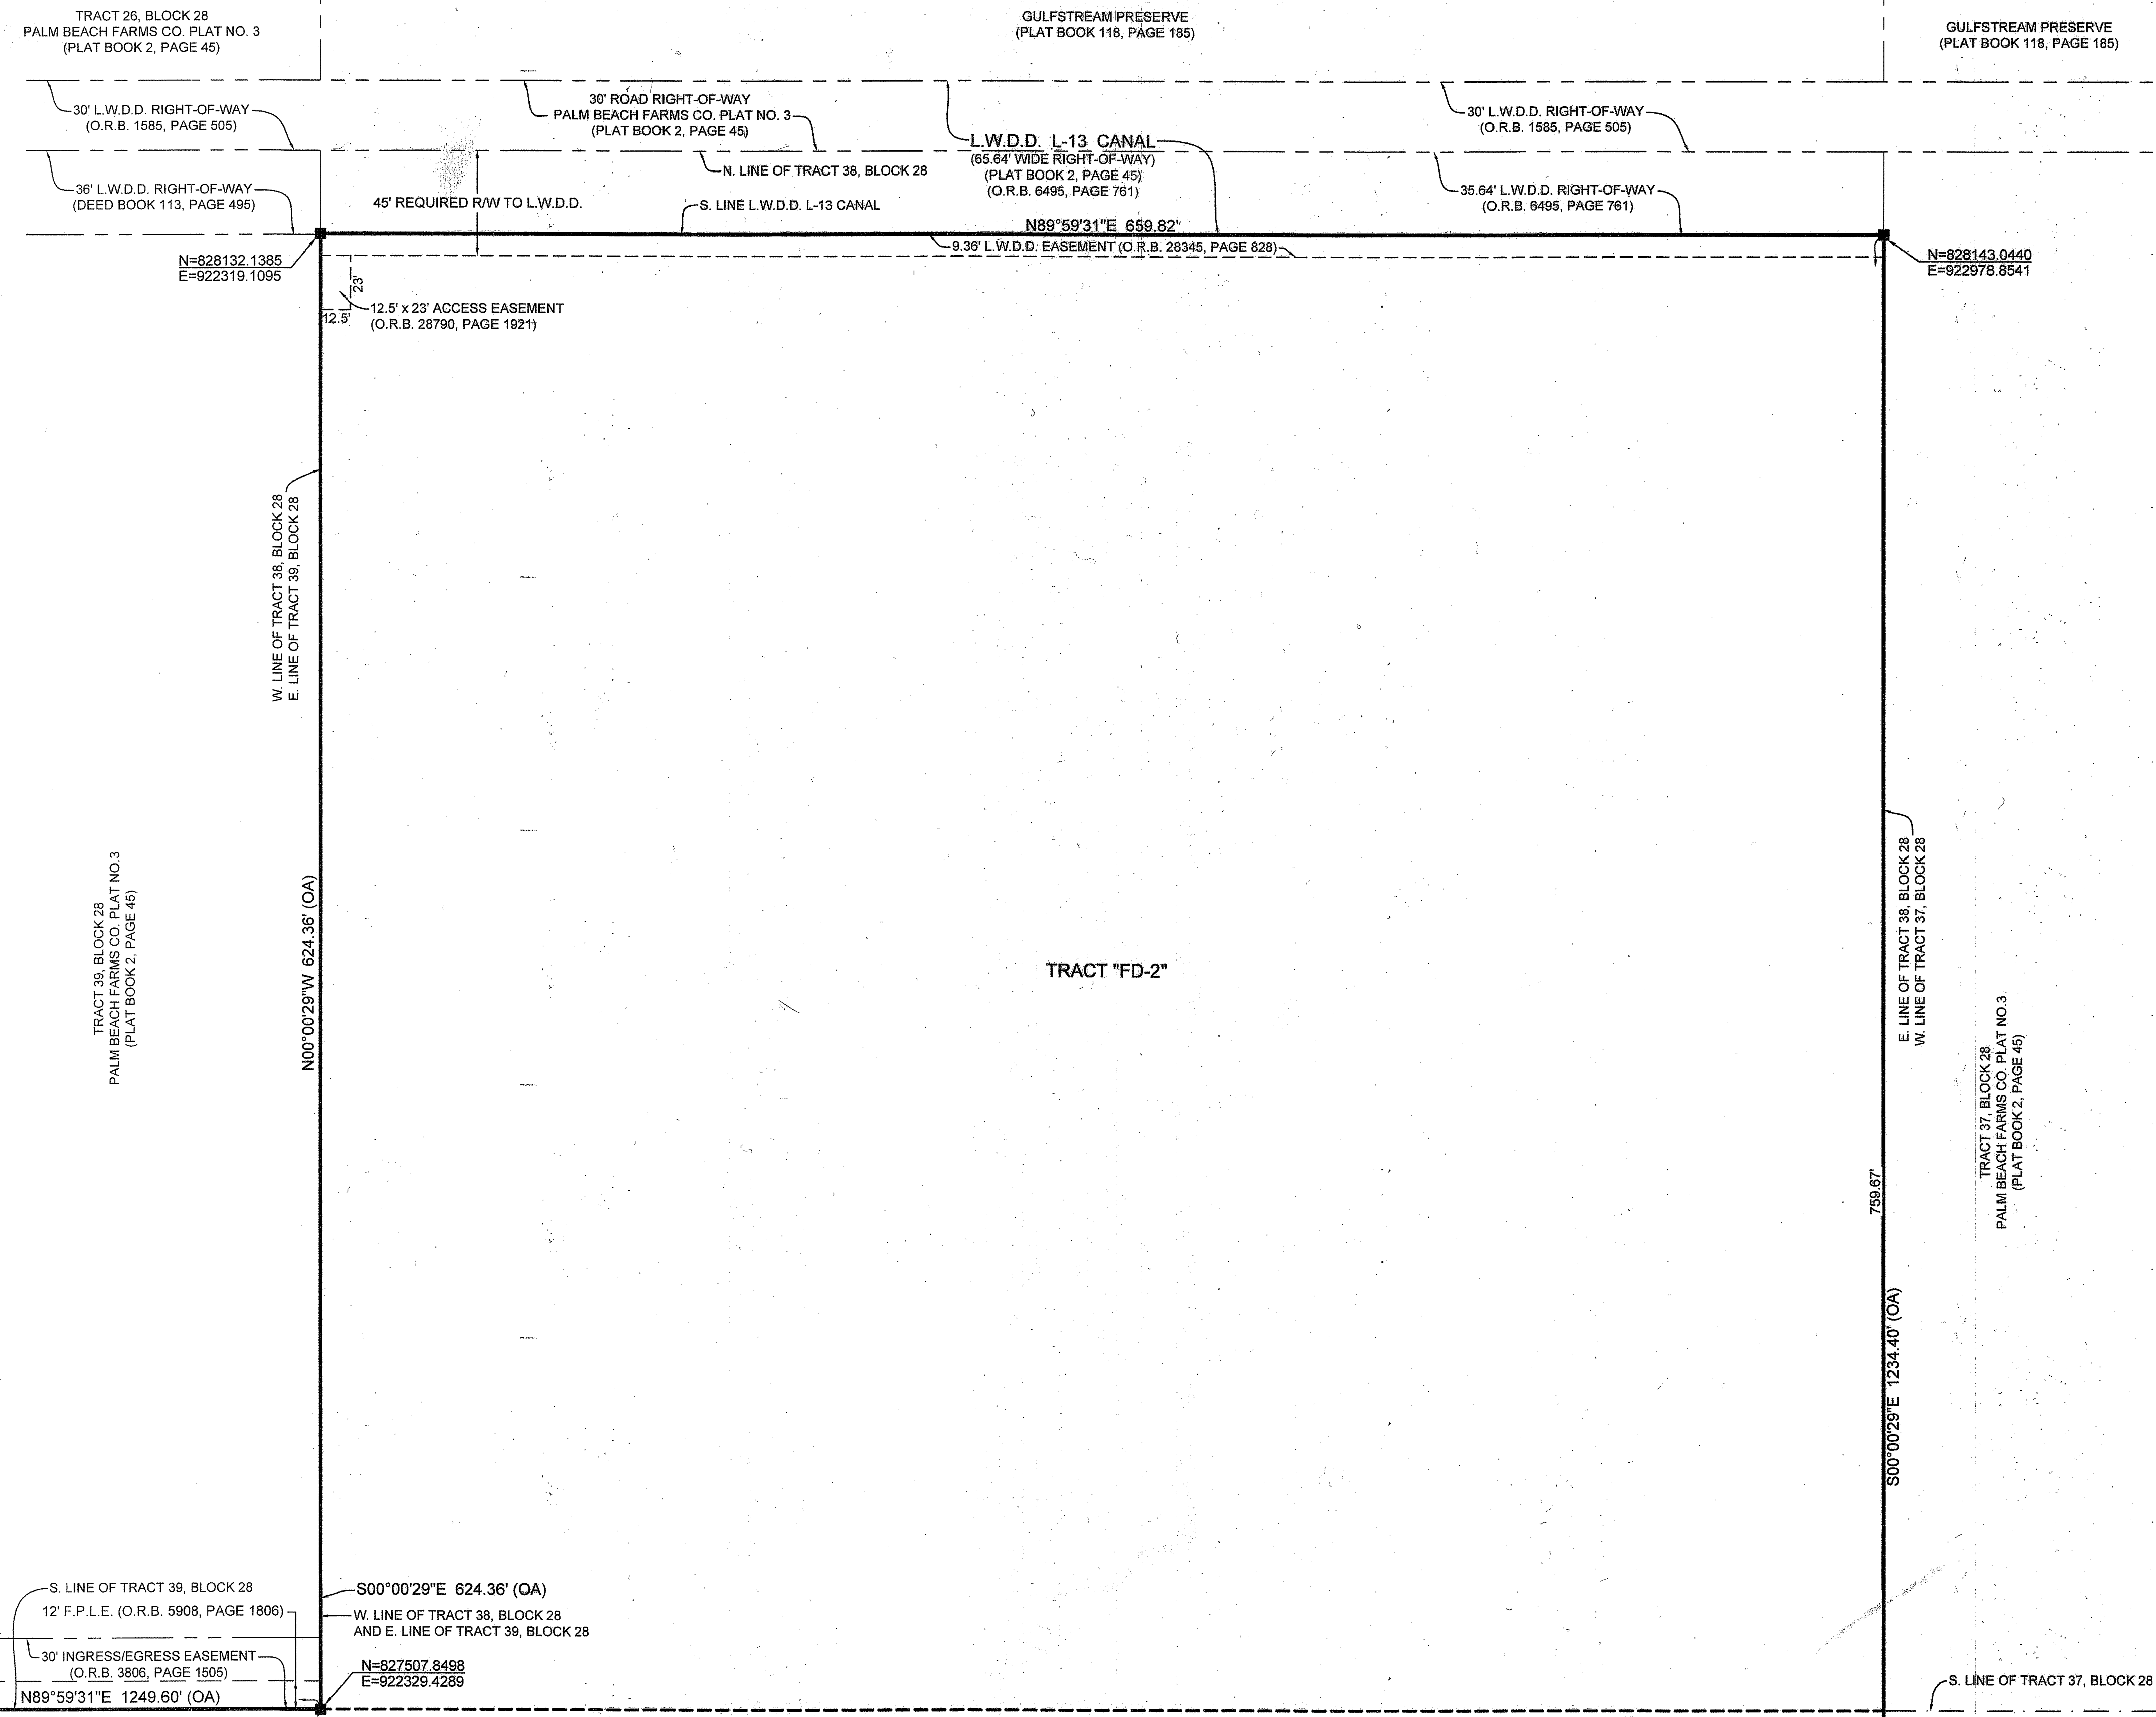 TRACT 26, BLOCK 28
PALM BEACH FARMS CO. PLAT NO. 3
(PLAT BOOK 2, PAGE 45)
GULFSTREAM PRESERVE
(PLAT BOOK 118, PAGE 185)
GULFSTREAM PRESERVE
(PLAT BOOK 118, PAGE 185)
30' L.W.D.D. RIGHT-OF-WAY
(O.R.B. 1585, PAGE 505)
30' ROAD RIGHT-OF-WAY
PALM BEACH FARMS CO. PLAT NO. 3
(PLAT BOOK 2, PAGE 45)
L.W.D.D. L-13 CANAL
(65.64' WIDE RIGHT-OF-WAY)
(PLAT BOOK 2, PAGE 45)
(O.R.B. 6495, PAGE 761)
30' L.W.D.D. RIGHT-OF-WAY
(O.R.B. 1585, PAGE 505)
N. LINE OF TRACT 38, BLOCK 28
36' L.W.D.D. RIGHT-OF-WAY
(DEED BOOK 113, PAGE 495)
45' REQUIRED R/W TO L.W.D.D.
S. LINE L.W.D.D. L-13 CANAL
35.64' L.W.D.D. RIGHT-OF-WAY
(O.R.B. 6495, PAGE 761)
N89°59'31"E 659.82'
9.36' L.W.D.D. EASEMENT (O.R.B. 28345, PAGE 828)
N=828132.1385
E=922319.1095
N=828143.0440
E=922978.8541
23'
12.5'
12.5' x 23' ACCESS EASEMENT
(O.R.B. 28790, PAGE 1921)
W. LINE OF TRACT 38, BLOCK 28
E. LINE OF TRACT 39, BLOCK 28
TRACT 39, BLOCK 28
PALM BEACH FARMS CO. PLAT NO.3
(PLAT BOOK 2, PAGE 45)
N00°00'29"W 624.36' (OA)
TRACT "FD-2"
E. LINE OF TRACT 38, BLOCK 28
W. LINE OF TRACT 37, BLOCK 28
TRACT 37, BLOCK 28
PALM BEACH FARMS CO. PLAT NO.3
(PLAT BOOK 2, PAGE 45)
759.67'
S00°00'29"E 1234.40' (OA)
S. LINE OF TRACT 39, BLOCK 28
12' F.P.L.E. (O.R.B. 5908, PAGE 1806)
30' INGRESS/EGRESS EASEMENT
(O.R.B. 3806, PAGE 1505)
N89°59'31"E 1249.60' (OA)
S00°00'29"E 624.36' (OA)
W. LINE OF TRACT 38, BLOCK 28
AND E. LINE OF TRACT 39, BLOCK 28
N=827507.8498
E=922329.4289
S. LINE OF TRACT 37, BLOCK 28